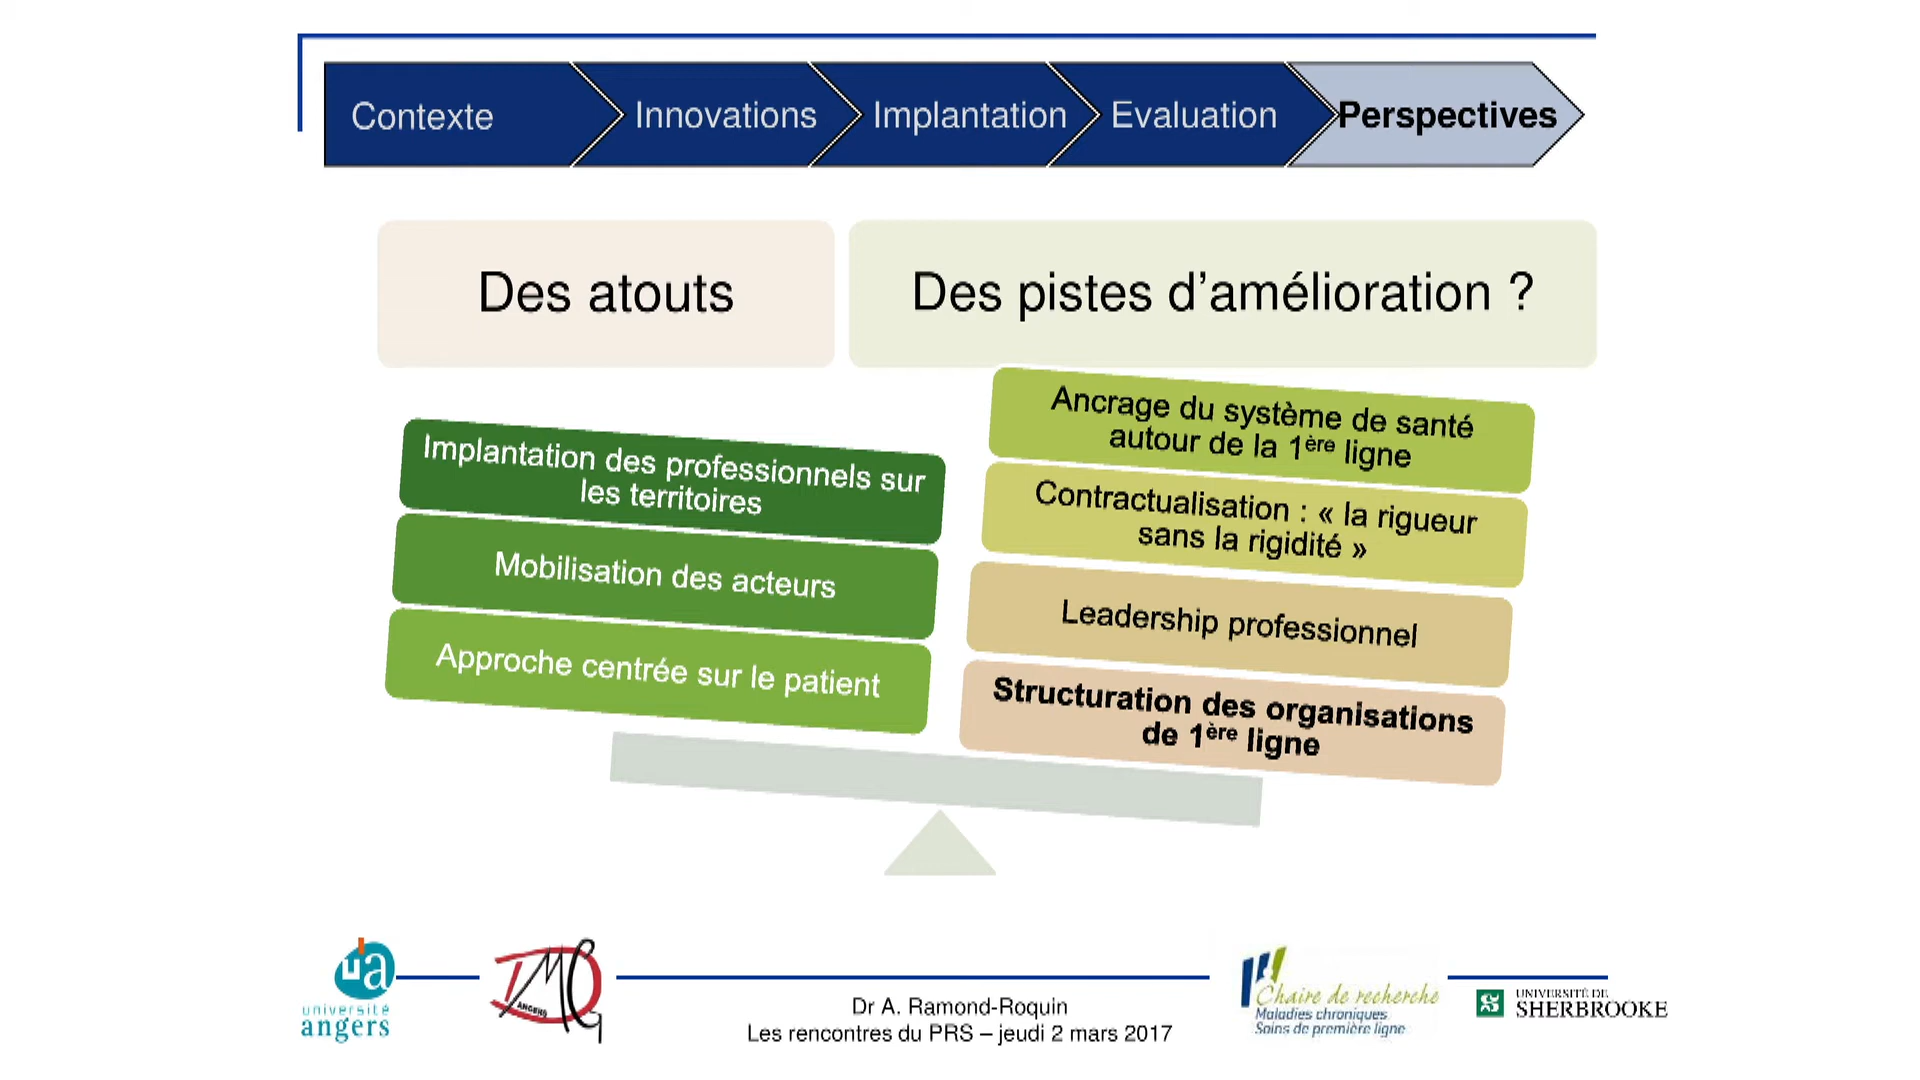 Contexte
Innovations
Implantation
Evaluation
Perspectives
Des atouts
Des pistes d'amélioration ?
Implantation des professionnels sur
les territoires
Mobilisation des acteurs
Approche centrée sur le patient
Ancrage du système de santé
autour de la 1ère ligne
Contractualisation : « la rigueur
sans la rigidité »
Leadership professionnel
Structuration des organisations
de 1ère ligne
ua
université
angers
DMG
ANGERS
Dr A. Ramond-Roquin
Les rencontres du PRS – jeudi 2 mars 2017
Chaire de recherche
Maladies chroniques
Soins de première ligne
UNIVERSITÉ DE
SHERBROOKE